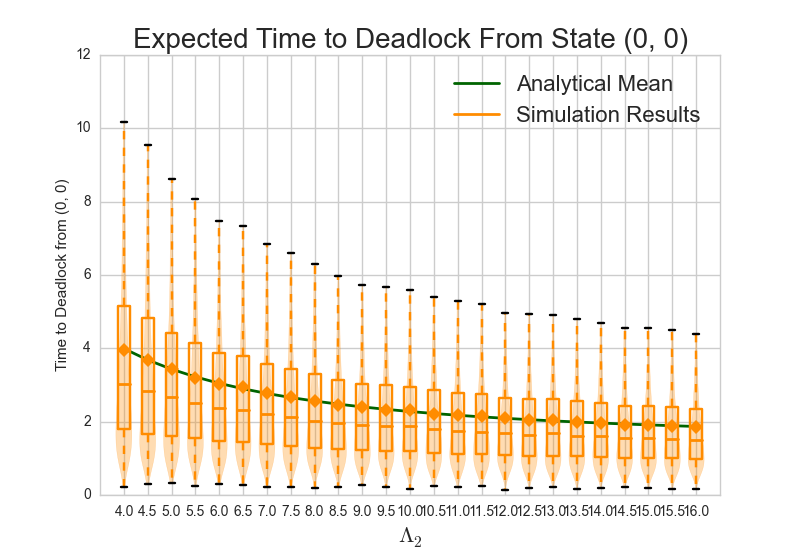 Expected Time to Deadlock From State (0, 0)
Analytical Mean
Simulation Results
Time to Deadlock from (0, 0)
12
10
8
6
4
2
0
4.0 4.5 5.0 5.5 6.0 6.5 7.0 7.5 8.0 8.5 9.0 9.5 10.0 10.5 11.0 11.5 12.0 12.5 13.0 13.5 14.0 14.5 15.0 15.5 16.0
Λ₂